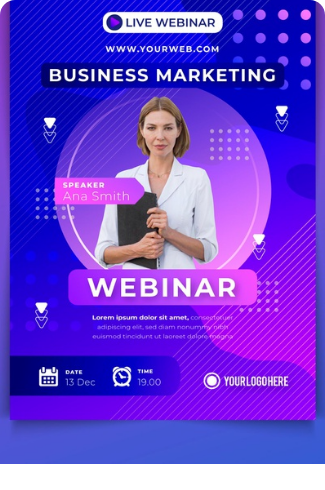 LIVE WEBINAR
WWW.YOURWEB.COM
BUSINESS MARKETING
SPEAKER
Ana Smith
WEBINAR
Lorem ipsum dolor sit amet, consectetuer
adipiscing elit, sed diam nonummy nibh
euismod tincidunt ut laoreet dolore magna
DATE
13 Dec
TIME
19.00
YOURLOGOHERE